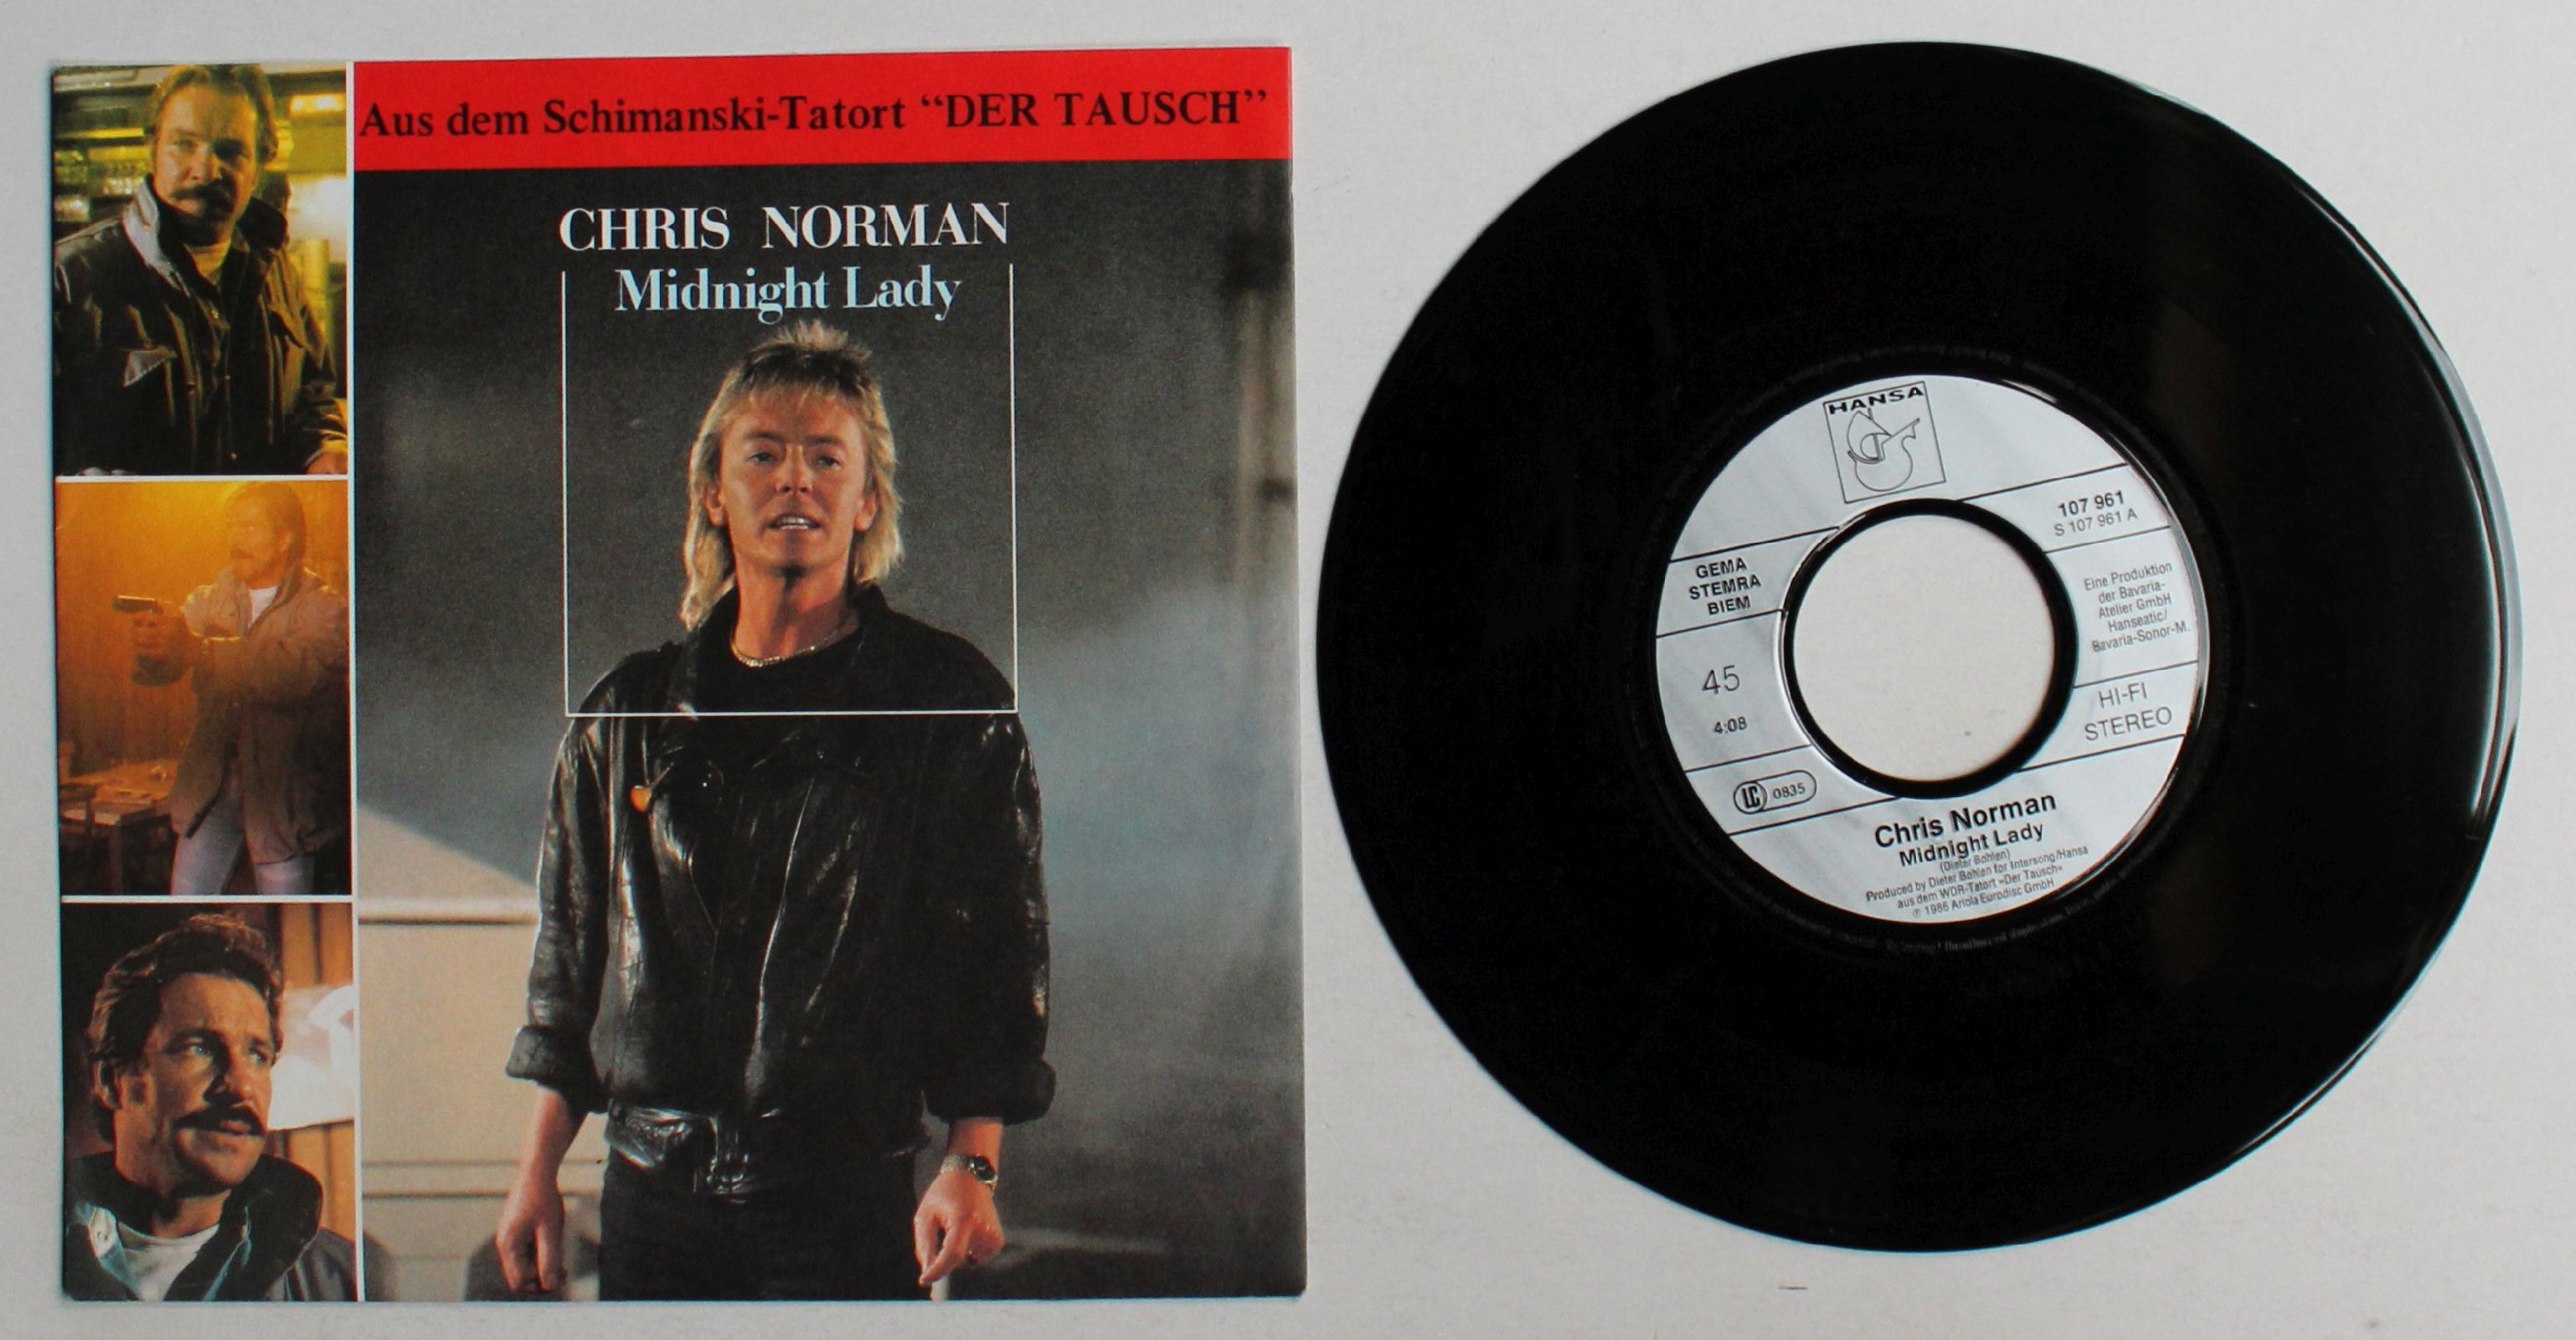 Aus dem Schimanski-Tatort “DER TAUSCH”
CHRIS NORMAN
Midnight Lady
HANSA
107 961
S 107 961 A
GEMA
STEMRA
BIEM
Eine Produktion
der Bavaria-
Atelier GmbH
Hanseatic/
Bavaria-Sonor-M.
45
4:08
HI-FI
STEREO
LC 0835
Chris Norman
Midnight Lady
(Dieter Bohlen)
Produced by Dieter Bohlen for Intersong/Hansa
aus dem WDR-Tatort »Der Tausch«
℗ 1986 Ariola Eurodisc GmbH